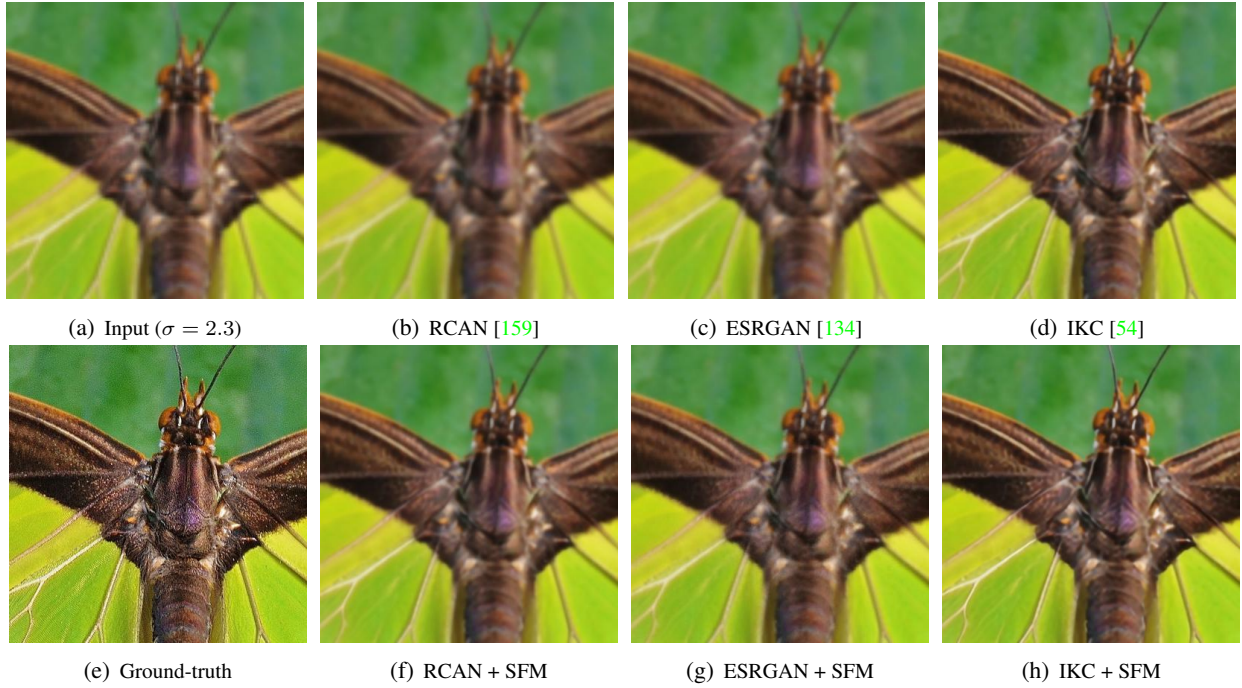 (a) Input (σ = 2.3)
(b) RCAN [159]
(c) ESRGAN [134]
(d) IKC [54]
(e) Ground-truth
(f) RCAN + SFM
(g) ESRGAN + SFM
(h) IKC + SFM